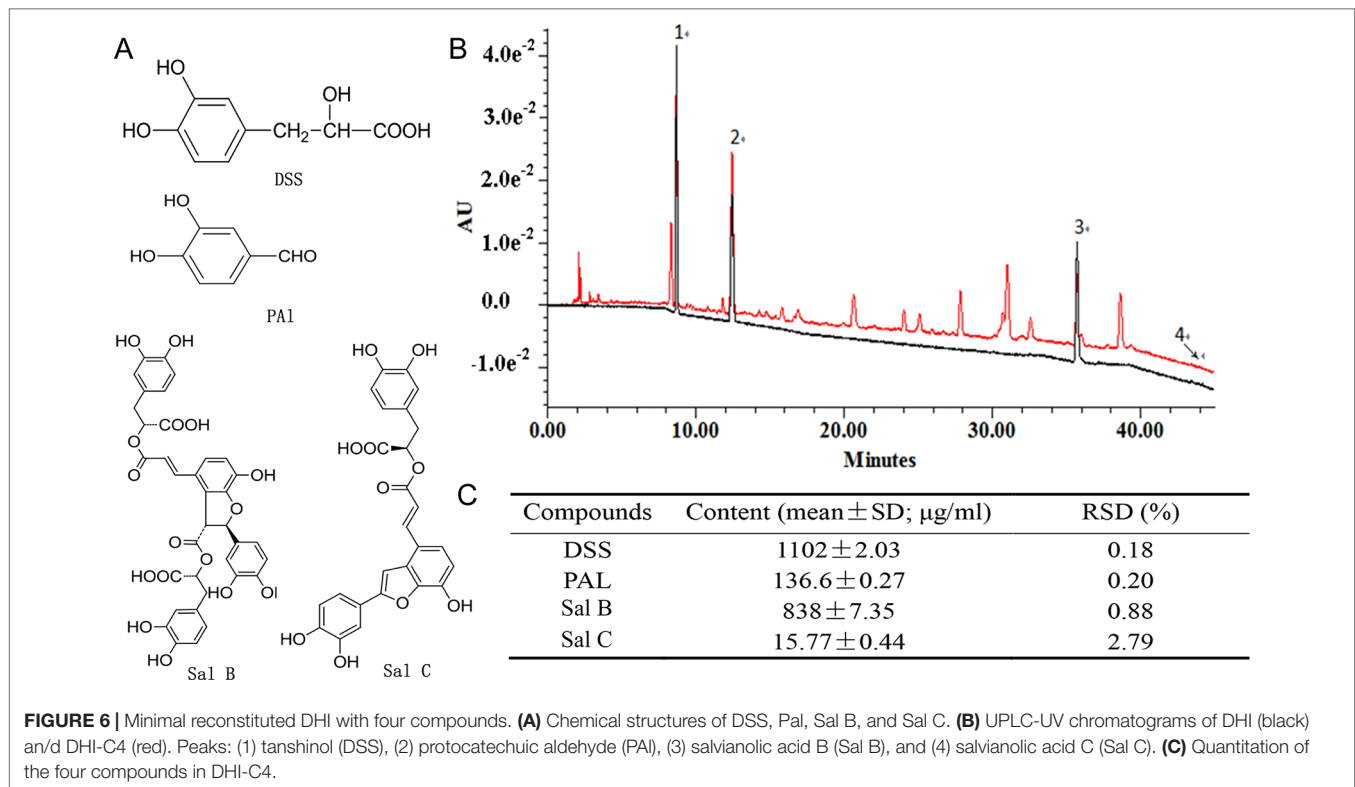 A
HO
HO
OH
CH2—CH—COOH
DSS
HO
HO
CHO
PAl
HO OH
COOH
O
O
OH
O
O
O
HOOC
HO Ol
HO
HO
Sal B
HO OH
HOOC
O
O
O
OH
HO
OH
Sal C
B
AU
4.0e-2
3.0e-2
2.0e-2
1.0e-2
0.0
-1.0e-2
1
2
3
4
0.00 10.00 20.00 30.00 40.00
Minutes
C
Compounds Content (mean±SD; μg/ml) RSD (%)
DSS 1102±2.03 0.18
PAL 136.6±0.27 0.20
Sal B 838±7.35 0.88
Sal C 15.77±0.44 2.79
FIGURE 6 | Minimal reconstituted DHI with four compounds. (A) Chemical structures of DSS, Pal, Sal B, and Sal C. (B) UPLC-UV chromatograms of DHI (black)
an/d DHI-C4 (red). Peaks: (1) tanshinol (DSS), (2) protocatechuic aldehyde (PAl), (3) salvianolic acid B (Sal B), and (4) salvianolic acid C (Sal C). (C) Quantitation of
the four compounds in DHI-C4.